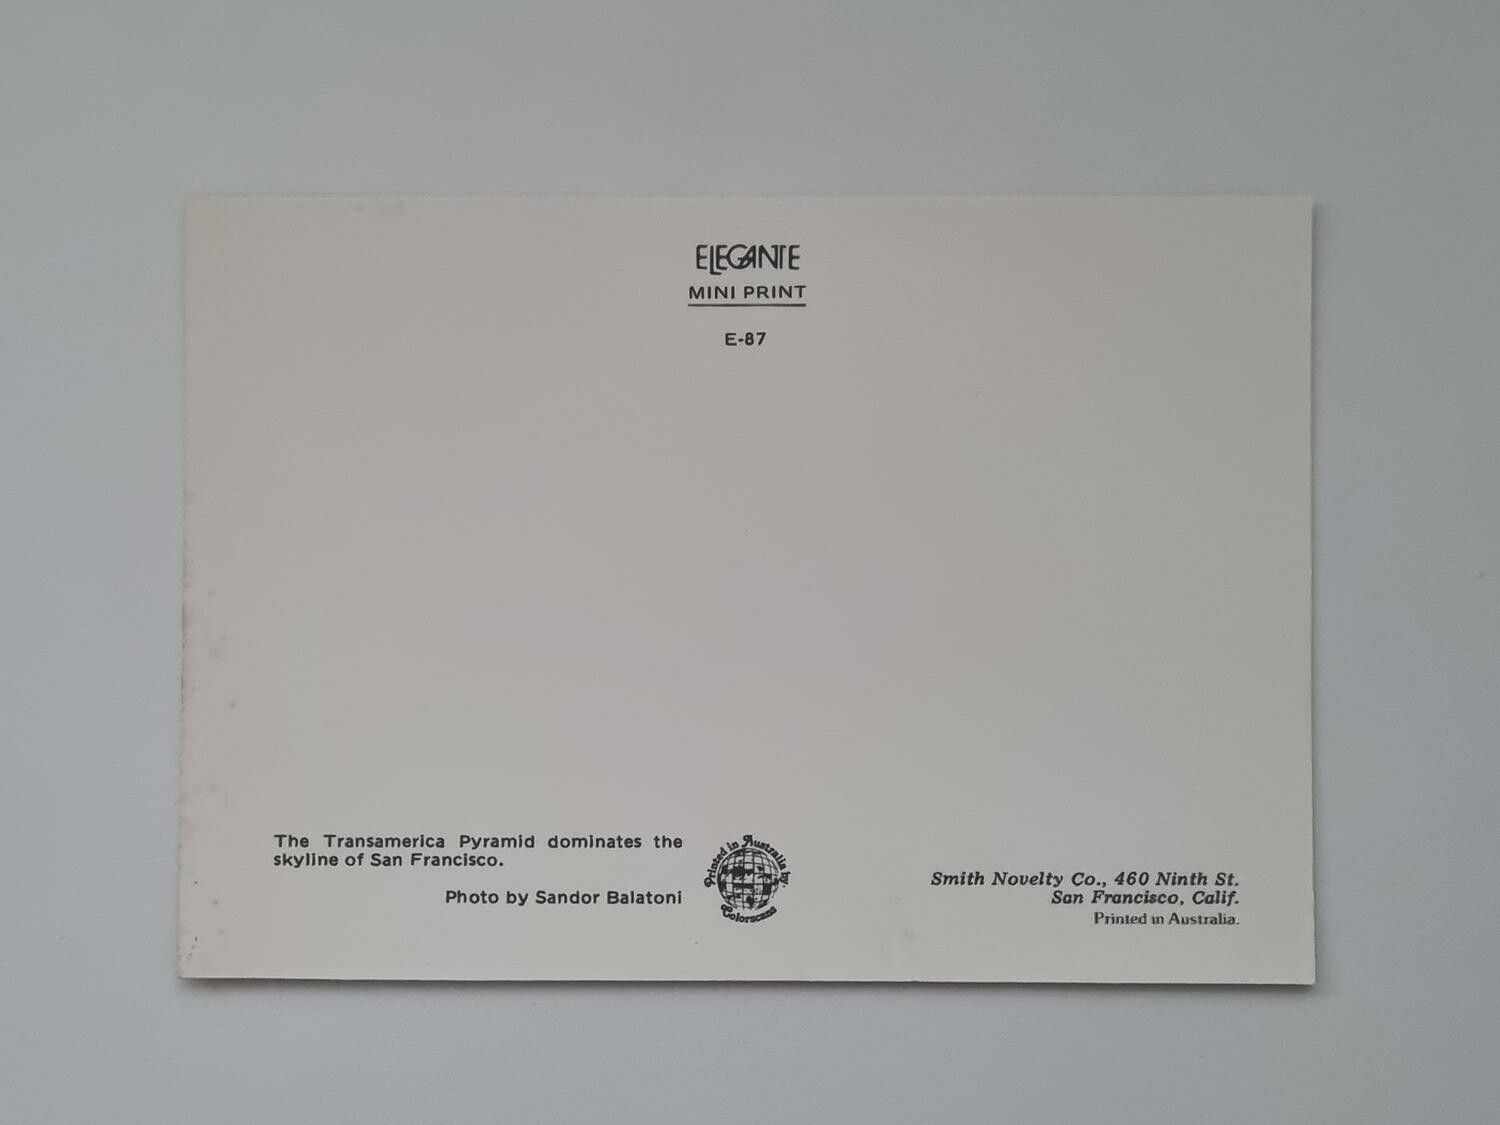 ELEGANTE
MINI PRINT
E-87
The Transamerica Pyramid dominates the
skyline of San Francisco.
Photo by Sandor Balatoni
Printed in Australia by:
Colorscans
Smith Novelty Co., 460 Ninth St.
San Francisco, Calif.
Printed in Australia.